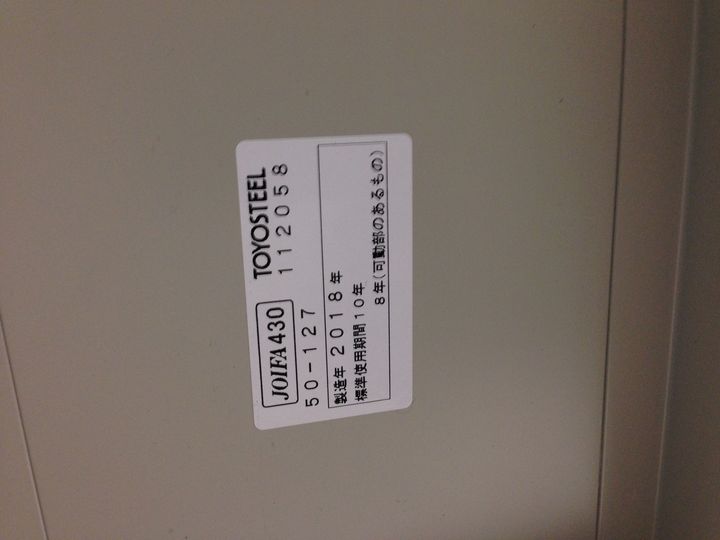 JOIFA430 TOYOSTEEL
50-127 112058
製造年 2018年
標準使用期間10年
8年(可動部のあるもの)